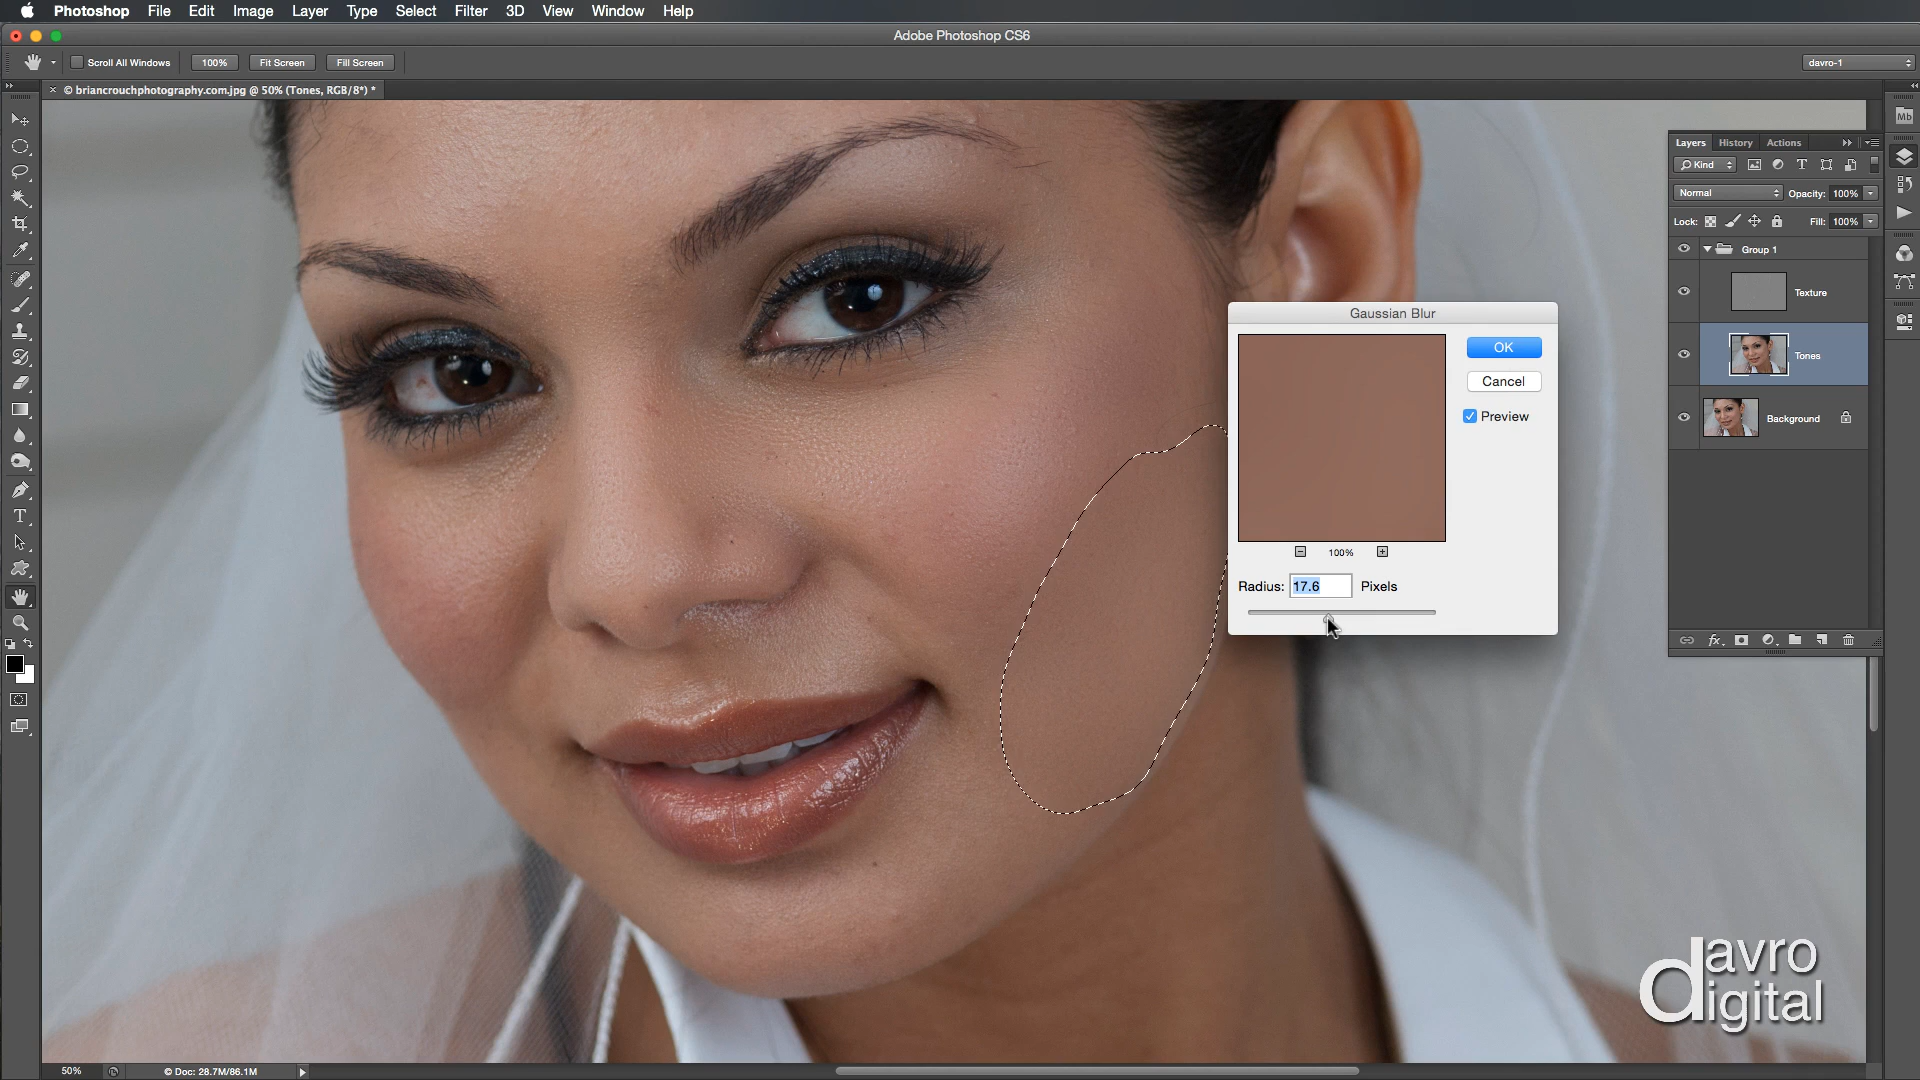 Photoshop File Edit Image Layer Type Select Filter 3D View Window Help
Adobe Photoshop CS6
Scroll All Windows 100% Fit Screen Fill Screen davro-1
© briancrouchphotography.com.jpg @ 50% (Tones, RGB/8*) *
Mb
Layers History Actions
Kind
Normal Opacity: 100%
Lock: Fill: 100%
Group 1
Texture
Tones
Background
Gaussian Blur
OK
Cancel
Preview
100%
Radius: 17.6 Pixels
fx
davro
digital
50% © Doc: 28.7M/86.1M